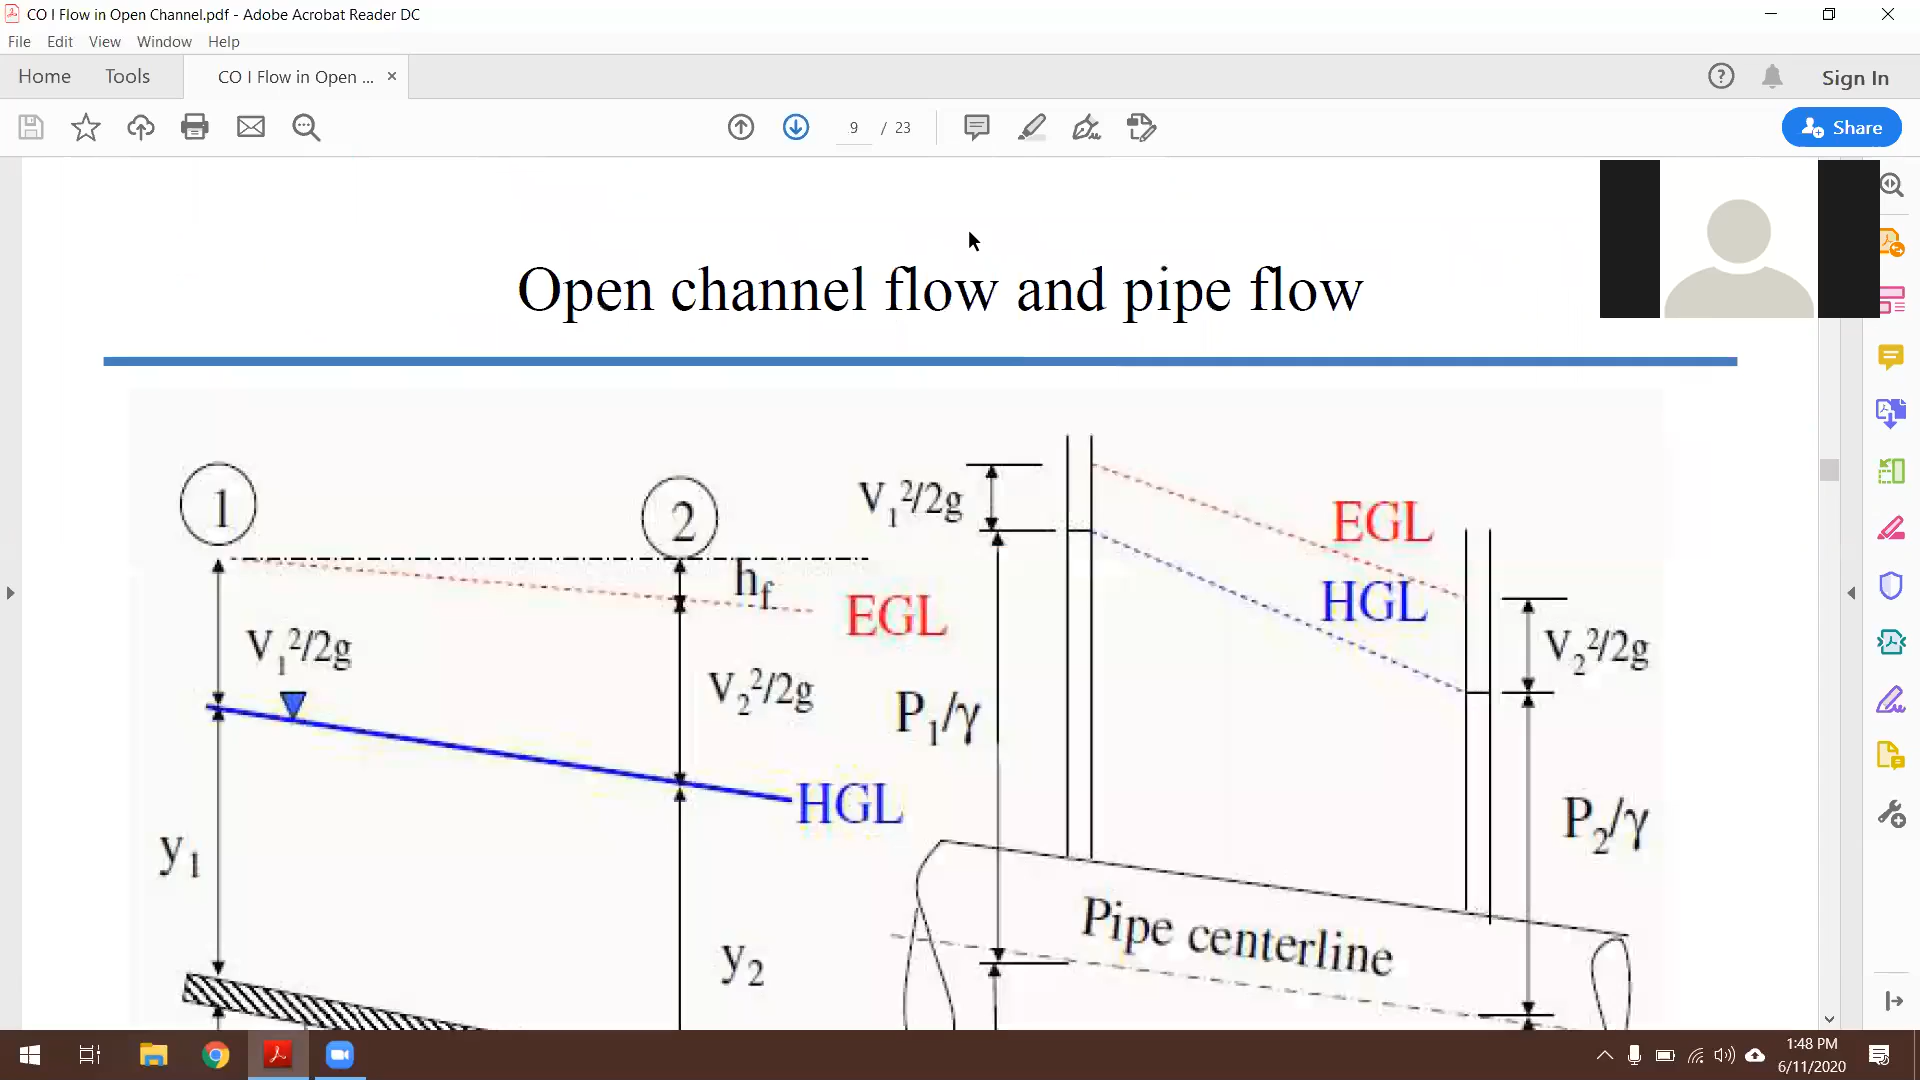 CO I Flow in Open Channel.pdf - Adobe Acrobat Reader DC
File Edit View Window Help
Home Tools CO I Flow in Open ... × Sign In
9 / 23 Share
Open channel flow and pipe flow
1
2
V₁²/2g
EGL
hf
EGL
HGL
V₁²/2g
V₂²/2g
V₂²/2g
P₁/γ
HGL
P₂/γ
y₁
Pipe centerline
y₂
1:48 PM
6/11/2020